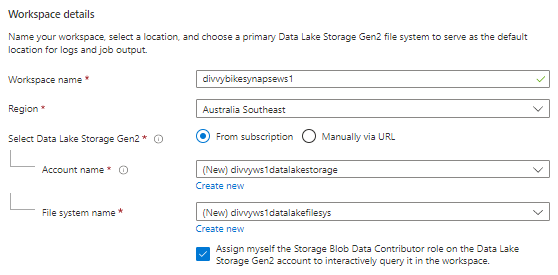 Workspace details
Name your workspace, select a location, and choose a primary Data Lake Storage Gen2 file system to serve as the default
location for logs and job output.
Workspace name *
divvybikesynapsews1
Region *
Australia Southeast
Select Data Lake Storage Gen2 *
From subscription
Manually via URL
Account name *
(New) divvyws1datalakestorage
Create new
File system name *
(New) divvyws1datalakefilesys
Create new
Assign myself the Storage Blob Data Contributor role on the Data Lake
Storage Gen2 account to interactively query it in the workspace.